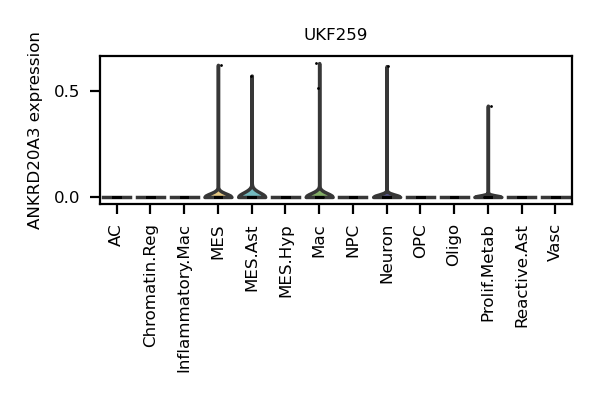 UKF259
ANKRD20A3 expression
0.5
0.0
AC
Chromatin.Reg
Inflammatory.Mac
MES
MES.Ast
MES.Hyp
Mac
NPC
Neuron
OPC
Oligo
Prolif.Metab
Reactive.Ast
Vasc